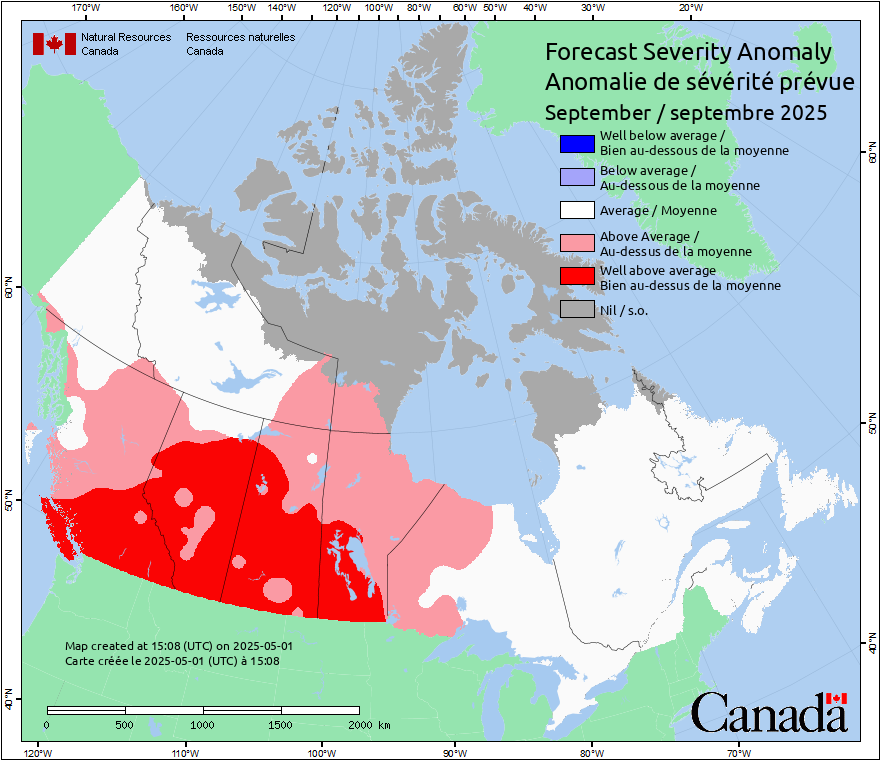 170°W 160°W 150°W 140°W 130°W 120°W 110°W 100°W 90°W 80°W 70°W 60°W 50°W 40°W 30°W 20°W
Natural Resources Ressources naturelles
Canada Canada
Forecast Severity Anomaly
Anomalie de sévérité prévue
September / septembre 2025
Well below average /
Bien au-dessous de la moyenne
Below average /
Au-dessous de la moyenne
Average / Moyenne
Above Average /
Au-dessus de la moyenne
Well above average
Bien au-dessus de la moyenne
Nil / s.o.
60°N
60°N
50°N
50°N
40°N
40°N
Map created at 15:08 (UTC) on 2025-05-01
Carte créée le 2025-05-01 (UTC) à 15:08
0 500 1000 1500 2000 km
Canada
120°W 110°W 100°W 90°W 80°W 70°W